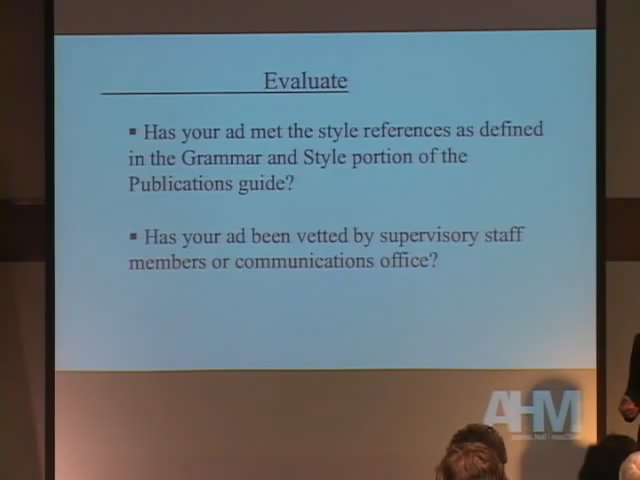 Evaluate
▪ Has your ad met the style references as defined
in the Grammar and Style portion of the
Publications guide?
▪ Has your ad been vetted by supervisory staff
members or communications office?
AHM